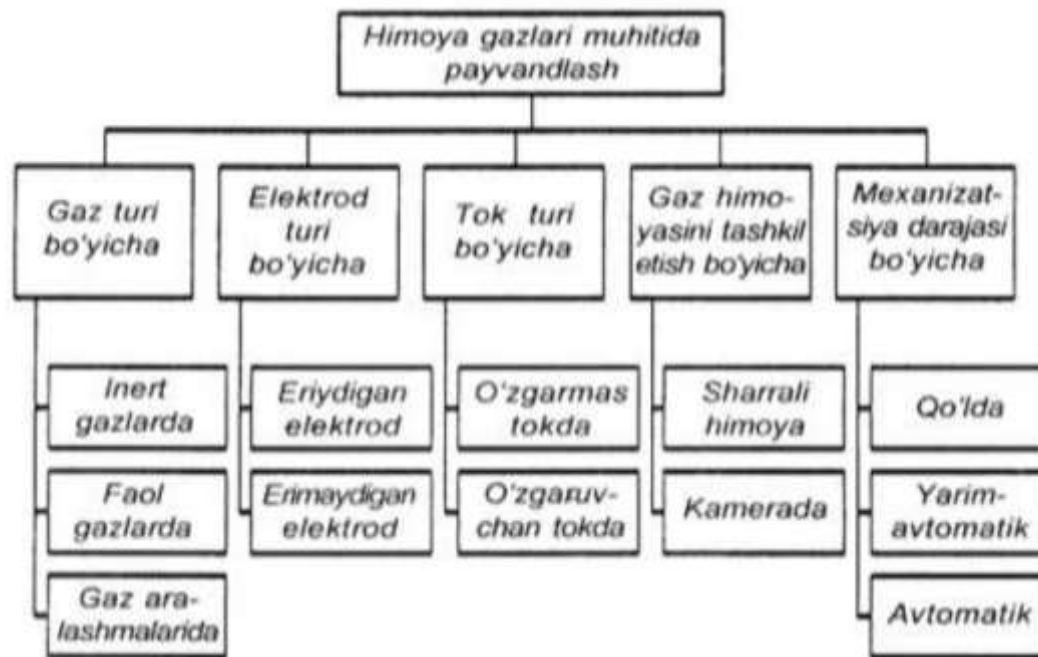 Himoya gazlari muhitida
payvandlash
Gaz turi
bo'yicha
Elektrod
turi
bo'yicha
Tok turi
bo'yicha
Gaz himo-
yasini tashkil
etish bo'yicha
Mexanizat-
siya darajasi
bo'yicha
Inert
gazlarda
Faol
gazlarda
Gaz ara-
lashmalarida
Eriydigan
elektrod
Erimaydigan
elektrod
O'zgarmas
tokda
O'zgaruv-
chan tokda
Sharrali
himoya
Kamerada
Qo'lda
Yarim-
avtomatik
Avtomatik